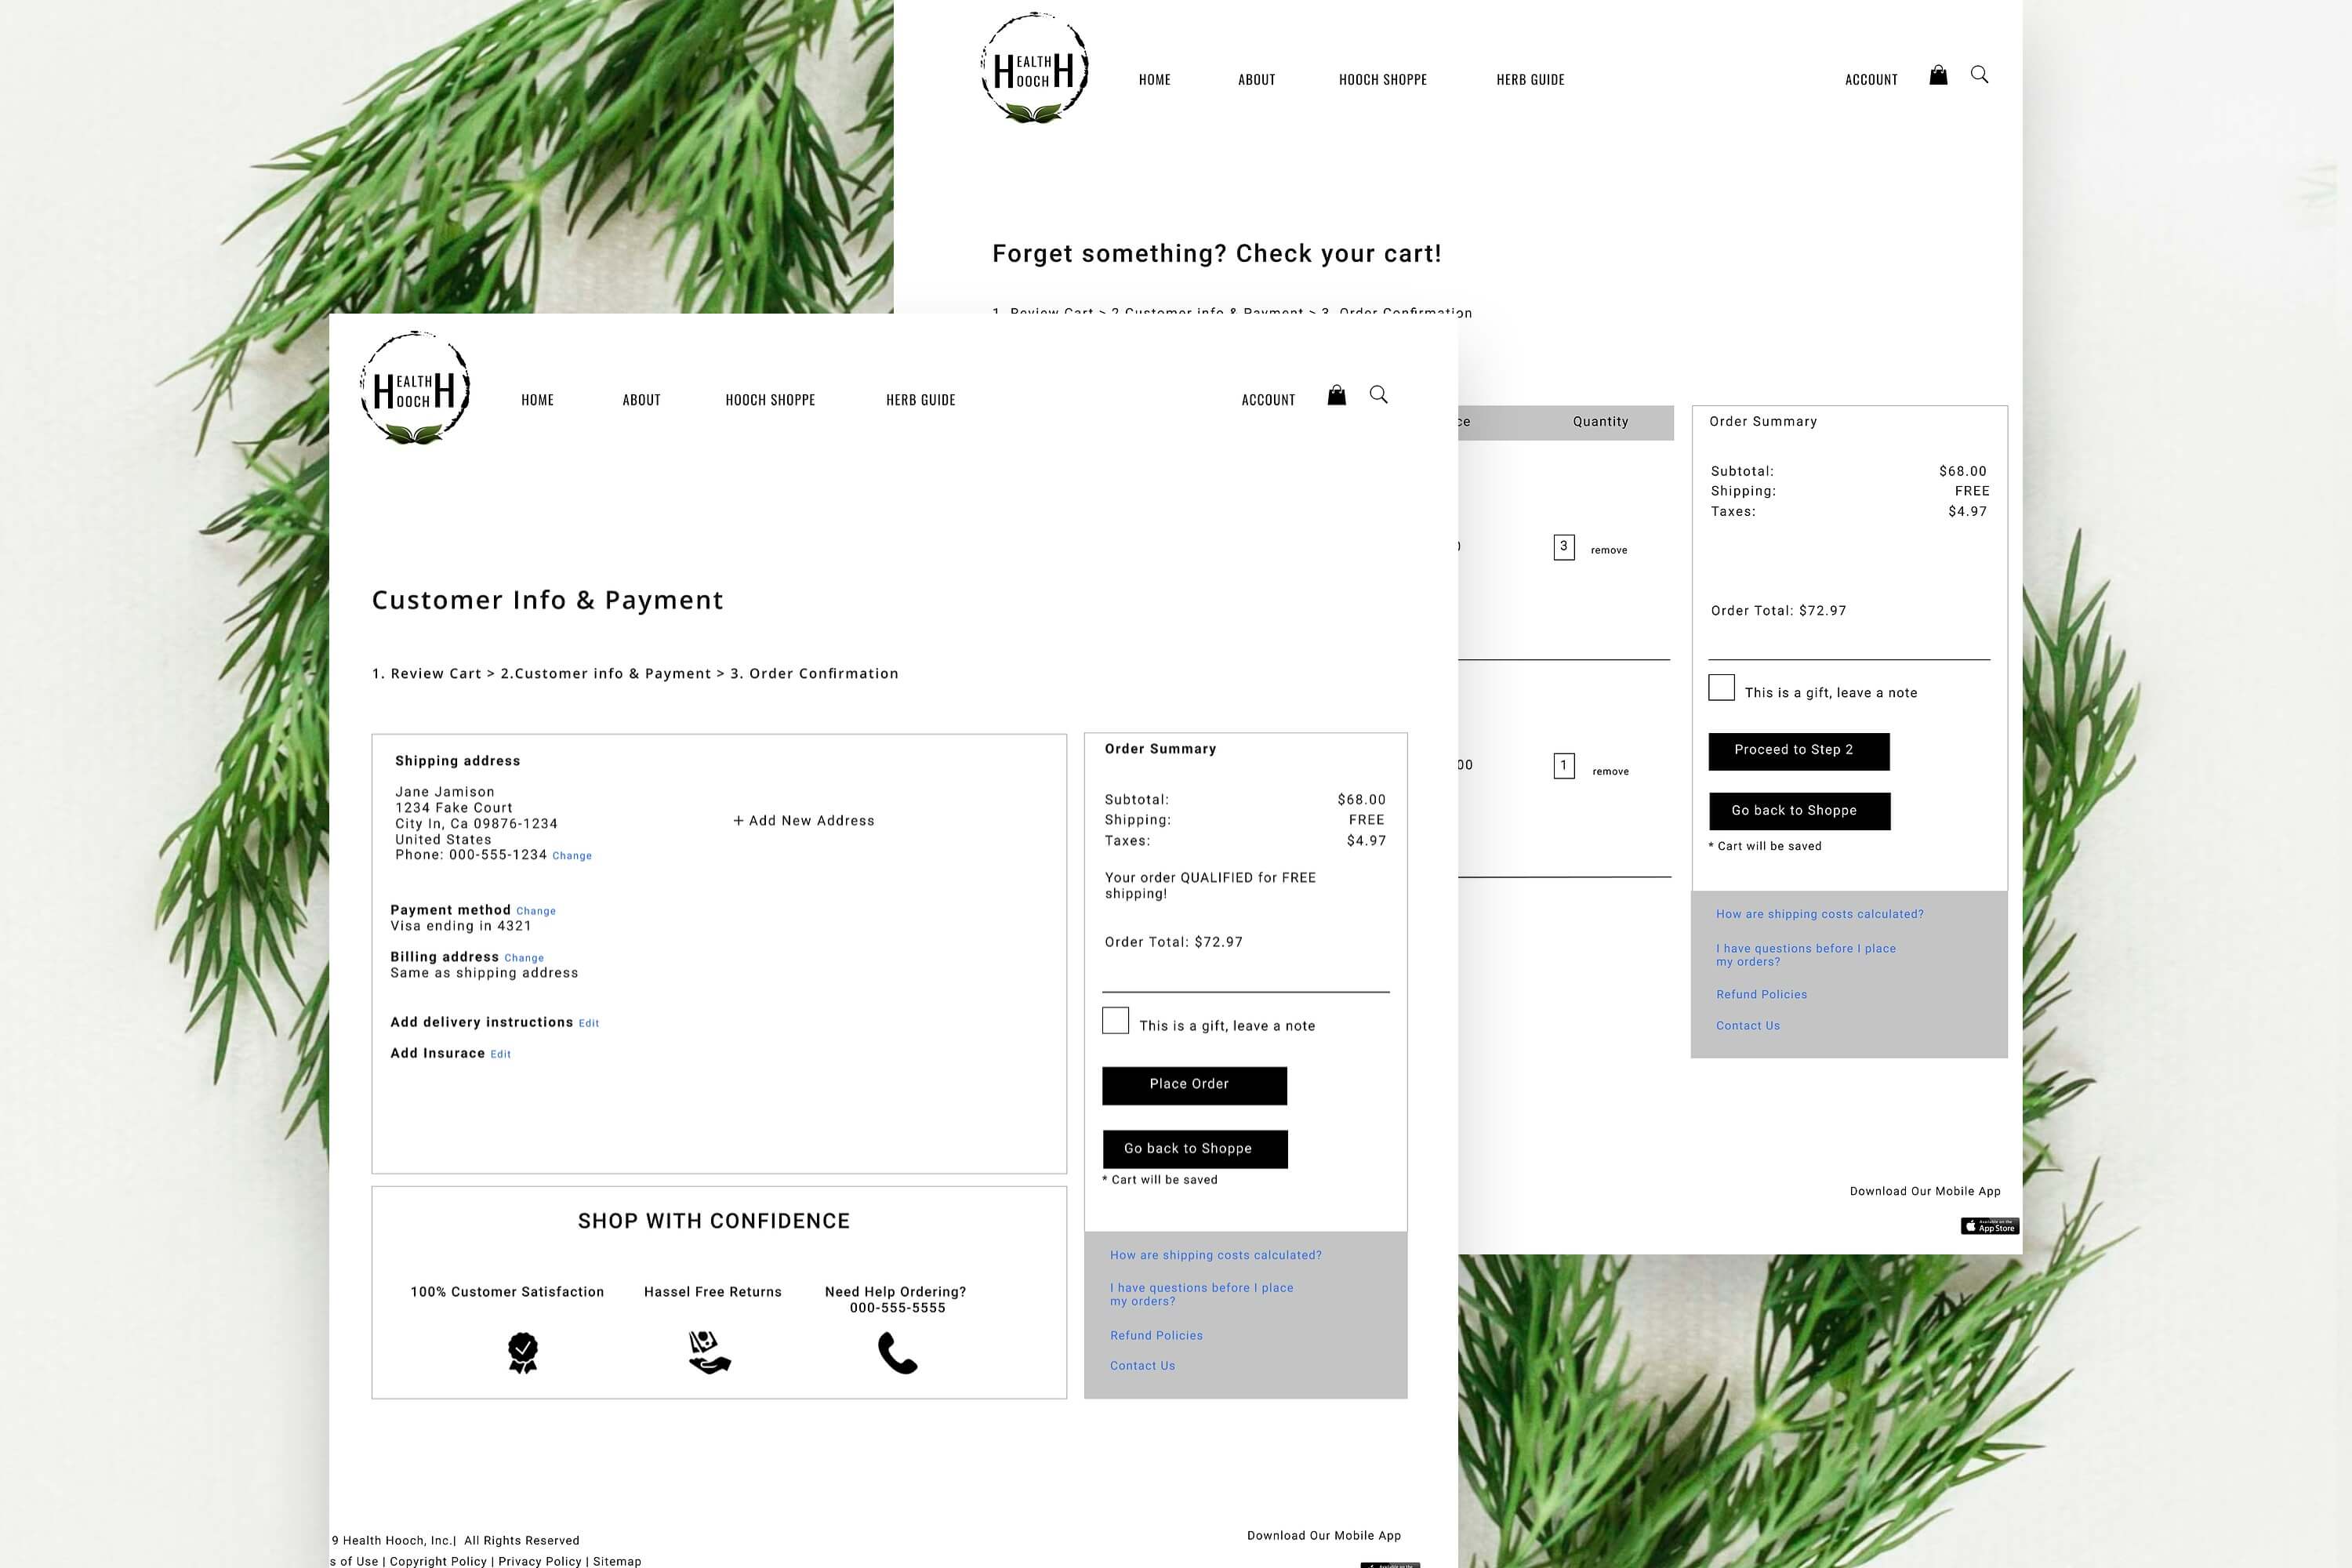 HEALTH
HOOCH
HOME ABOUT HOOCH SHOPPE HERB GUIDE ACCOUNT
Forget something? Check your cart!
1. Review Cart > 2.Customer info & Payment > 3. Order Confirmation
Quantity
3 remove
1 remove
Order Summary
Subtotal: $68.00
Shipping: FREE
Taxes: $4.97
Order Total: $72.97
This is a gift, leave a note
Proceed to Step 2
Go back to Shoppe
* Cart will be saved
How are shipping costs calculated?
I have questions before I place
my orders?
Refund Policies
Contact Us
Download Our Mobile App
Available on the
App Store
HEALTH
HOOCH
HOME ABOUT HOOCH SHOPPE HERB GUIDE ACCOUNT
Customer Info & Payment
1. Review Cart > 2.Customer info & Payment > 3. Order Confirmation
Shipping address
Jane Jamison
1234 Fake Court
City In, Ca 09876-1234
United States
Phone: 000-555-1234 Change
+ Add New Address
Payment method Change
Visa ending in 4321
Billing address Change
Same as shipping address
Add delivery instructions Edit
Add Insurace Edit
Order Summary
Subtotal: $68.00
Shipping: FREE
Taxes: $4.97
Your order QUALIFIED for FREE
shipping!
Order Total: $72.97
This is a gift, leave a note
Place Order
Go back to Shoppe
* Cart will be saved
How are shipping costs calculated?
I have questions before I place
my orders?
Refund Policies
Contact Us
SHOP WITH CONFIDENCE
100% Customer Satisfaction
Hassel Free Returns
Need Help Ordering?
000-555-5555
9 Health Hooch, Inc.| All Rights Reserved
s of Use | Copyright Policy | Privacy Policy | Sitemap
Download Our Mobile App